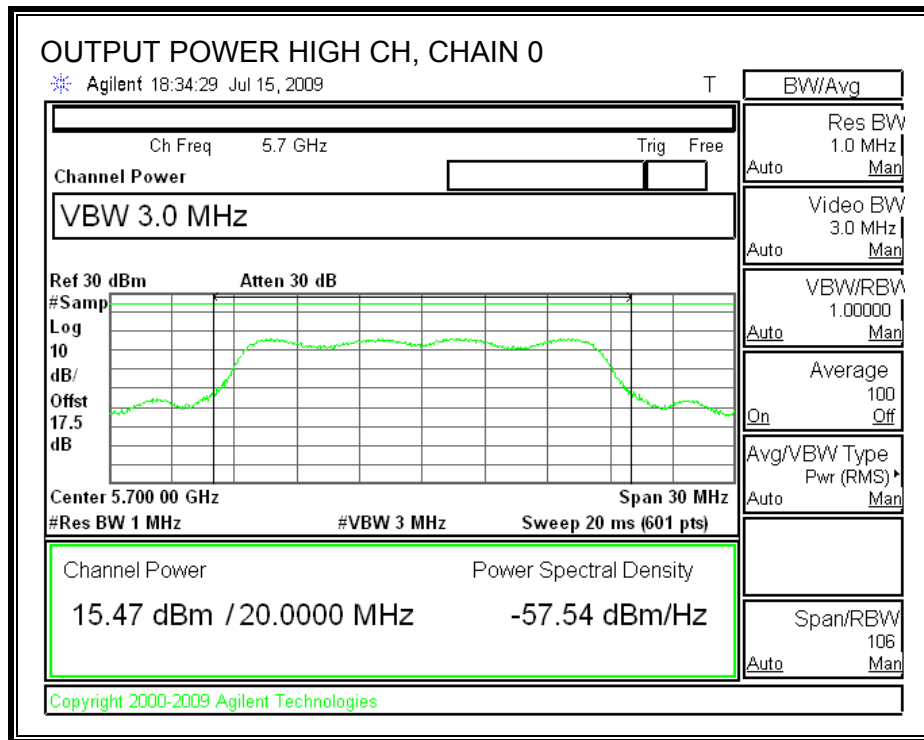 OUTPUT POWER HIGH CH, CHAIN 0
Agilent 18:34:29 Jul 15, 2009 T
BW/Avg
Ch Freq 5.7 GHz Trig Free
Channel Power
VBW 3.0 MHz
Ref 30 dBm Atten 30 dB
#Samp
Log
10
dB/
Offst
17.5
dB
Center 5.700 00 GHz Span 30 MHz
#Res BW 1 MHz #VBW 3 MHz Sweep 20 ms (601 pts)
Channel Power Power Spectral Density
15.47 dBm / 20.0000 MHz -57.54 dBm/Hz
Copyright 2000-2009 Agilent Technologies
Res BW
1.0 MHz
Auto Man
Video BW
3.0 MHz
Auto Man
VBW/RBW
1.00000
Auto Man
Average
100
On Off
Avg/VBW Type
Pwr (RMS)
Auto Man
Span/RBW
106
Auto Man